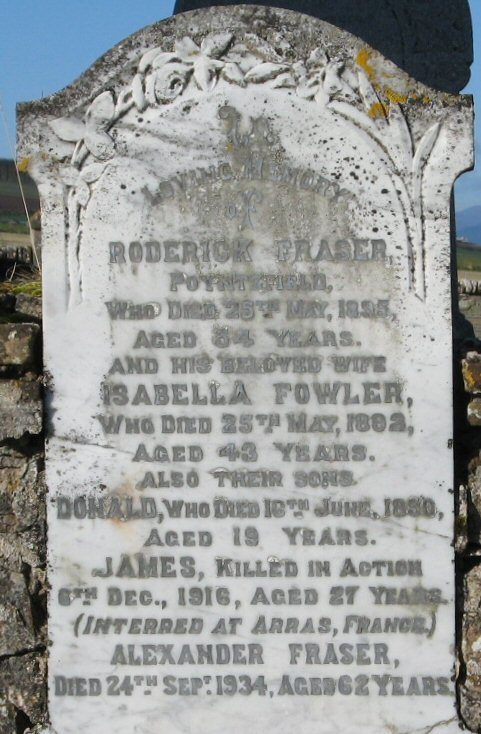 In
Loving Memory
of
RODERICK FRASER,
POYNTZFIELD,
WHO DIED 26TH MAY, 1895,
AGED 64 YEARS.
AND HIS BELOVED WIFE
ISABELLA FOWLER,
WHO DIED 25TH MAY, 1892,
AGED 43 YEARS.
ALSO THEIR SONS.
DONALD, WHO DIED 16TH JUNE, 1890,
AGED 19 YEARS.
JAMES, KILLED IN ACTION
6TH DEC., 1916, AGED 27 YEARS.
(INTERRED AT ARRAS, FRANCE.)
ALEXANDER FRASER,
DIED 24TH SEPT. 1934, AGED 62 YEARS.